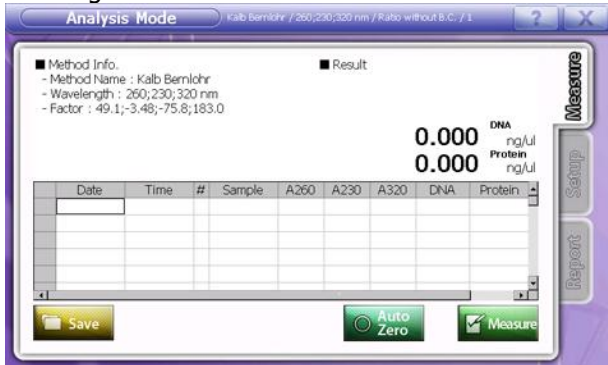 Analysis Mode
Kalb Bernlohr / 260;230;320 nm / Ratio without B.C. / 1
?
X
■ Method Info.
- Method Name : Kalb Bernlohr
- Wavelength : 260;230;320 nm
- Factor : 49.1;-3.48;-75.8;183.0
■ Result
0.000 DNA ng/ul
0.000 Protein ng/ul
Date Time # Sample A260 A230 A320 DNA Protein
Save
Auto Zero
Measure
Measure
Setup
Report